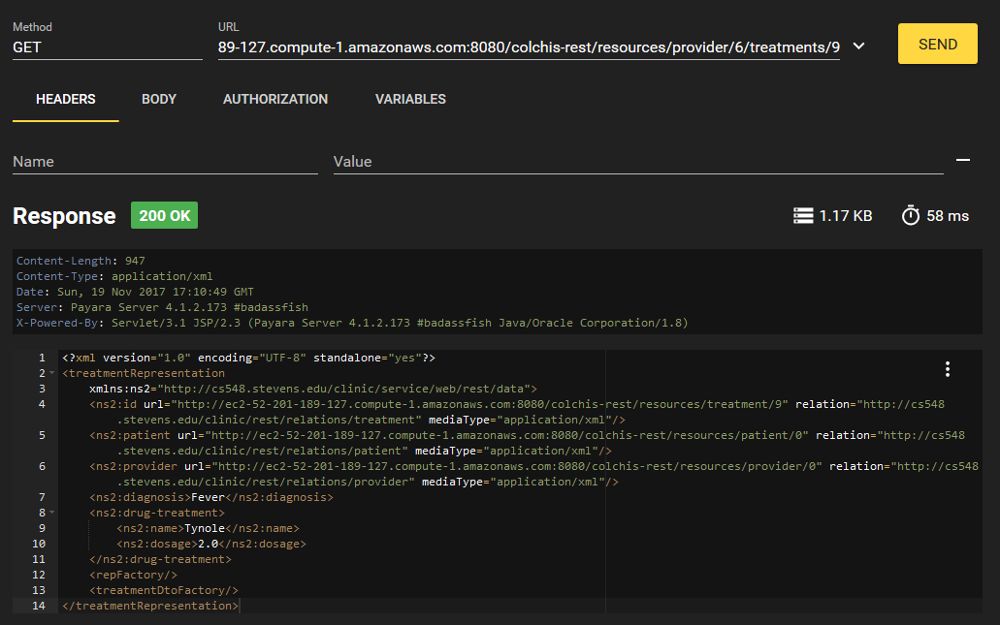 Method URL
GET 89-127.compute-1.amazonaws.com:8080/colchis-rest/resources/provider/6/treatments/9 SEND
HEADERS BODY AUTHORIZATION VARIABLES
Name Value
Response 200 OK 1.17 KB 58 ms
Content-Length: 947
Content-Type: application/xml
Date: Sun, 19 Nov 2017 17:10:49 GMT
Server: Payara Server 4.1.2.173 #badassfish
X-Powered-By: Servlet/3.1 JSP/2.3 (Payara Server 4.1.2.173 #badassfish Java/Oracle Corporation/1.8)
1 <?xml version="1.0" encoding="UTF-8" standalone="yes"?>
2 <treatmentRepresentation
3 xmlns:ns2="http://cs548.stevens.edu/clinic/service/web/rest/data">
4 <ns2:id url="http://ec2-52-201-189-127.compute-1.amazonaws.com:8080/colchis-rest/resources/treatment/9" relation="http://cs548
.stevens.edu/clinic/rest/relations/treatment" mediaType="application/xml"/>
5 <ns2:patient url="http://ec2-52-201-189-127.compute-1.amazonaws.com:8080/colchis-rest/resources/patient/0" relation="http://cs548
.stevens.edu/clinic/rest/relations/patient" mediaType="application/xml"/>
6 <ns2:provider url="http://ec2-52-201-189-127.compute-1.amazonaws.com:8080/colchis-rest/resources/provider/0" relation="http://cs548
.stevens.edu/clinic/rest/relations/provider" mediaType="application/xml"/>
7 <ns2:diagnosis>Fever</ns2:diagnosis>
8 <ns2:drug-treatment>
9 <ns2:name>Tynole</ns2:name>
10 <ns2:dosage>2.0</ns2:dosage>
11 </ns2:drug-treatment>
12 <repFactory/>
13 <treatmentDtoFactory/>
14 </treatmentRepresentation>